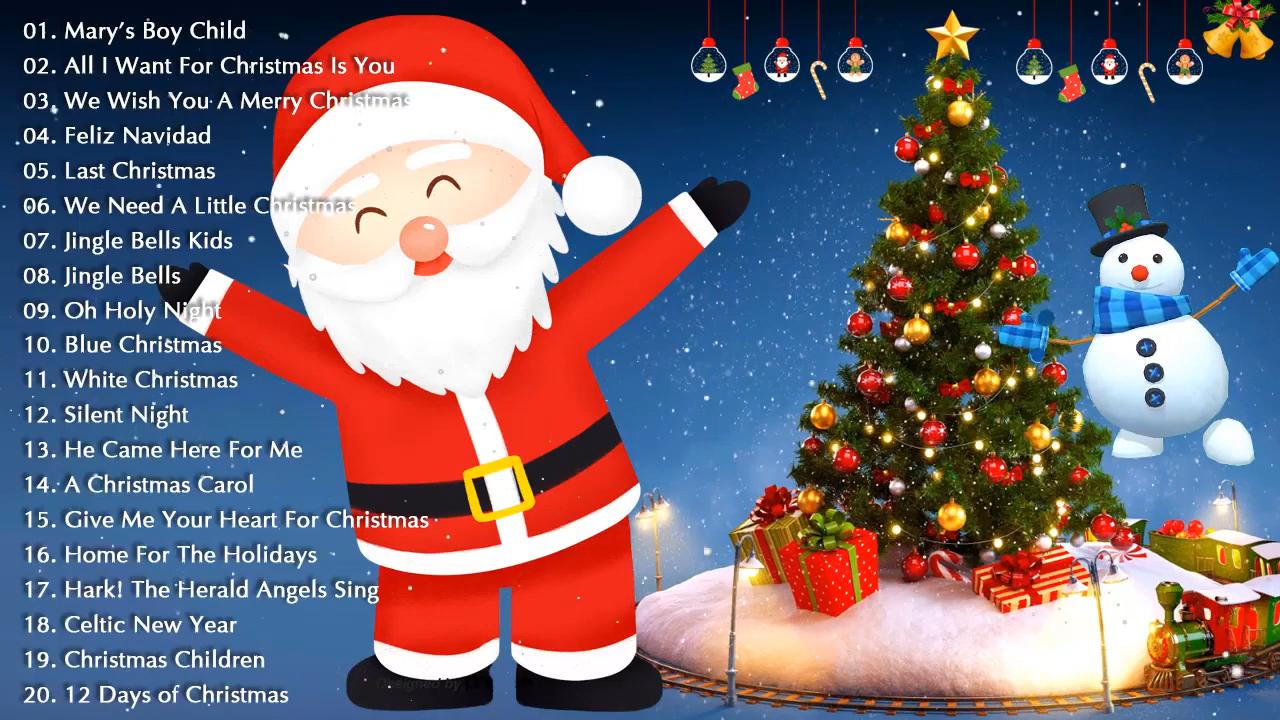 01. Mary's Boy Child
02. All I Want For Christmas Is You
03. We Wish You A Merry Christmas
04. Feliz Navidad
05. Last Christmas
06. We Need A Little Christmas
07. Jingle Bells Kids
08. Jingle Bells
09. Oh Holy Night
10. Blue Christmas
11. White Christmas
12. Silent Night
13. He Came Here For Me
14. A Christmas Carol
15. Give Me Your Heart For Christmas
16. Home For The Holidays
17. Hark! The Herald Angels Sing
18. Celtic New Year
19. Christmas Children
20. 12 Days of Christmas
Designed by